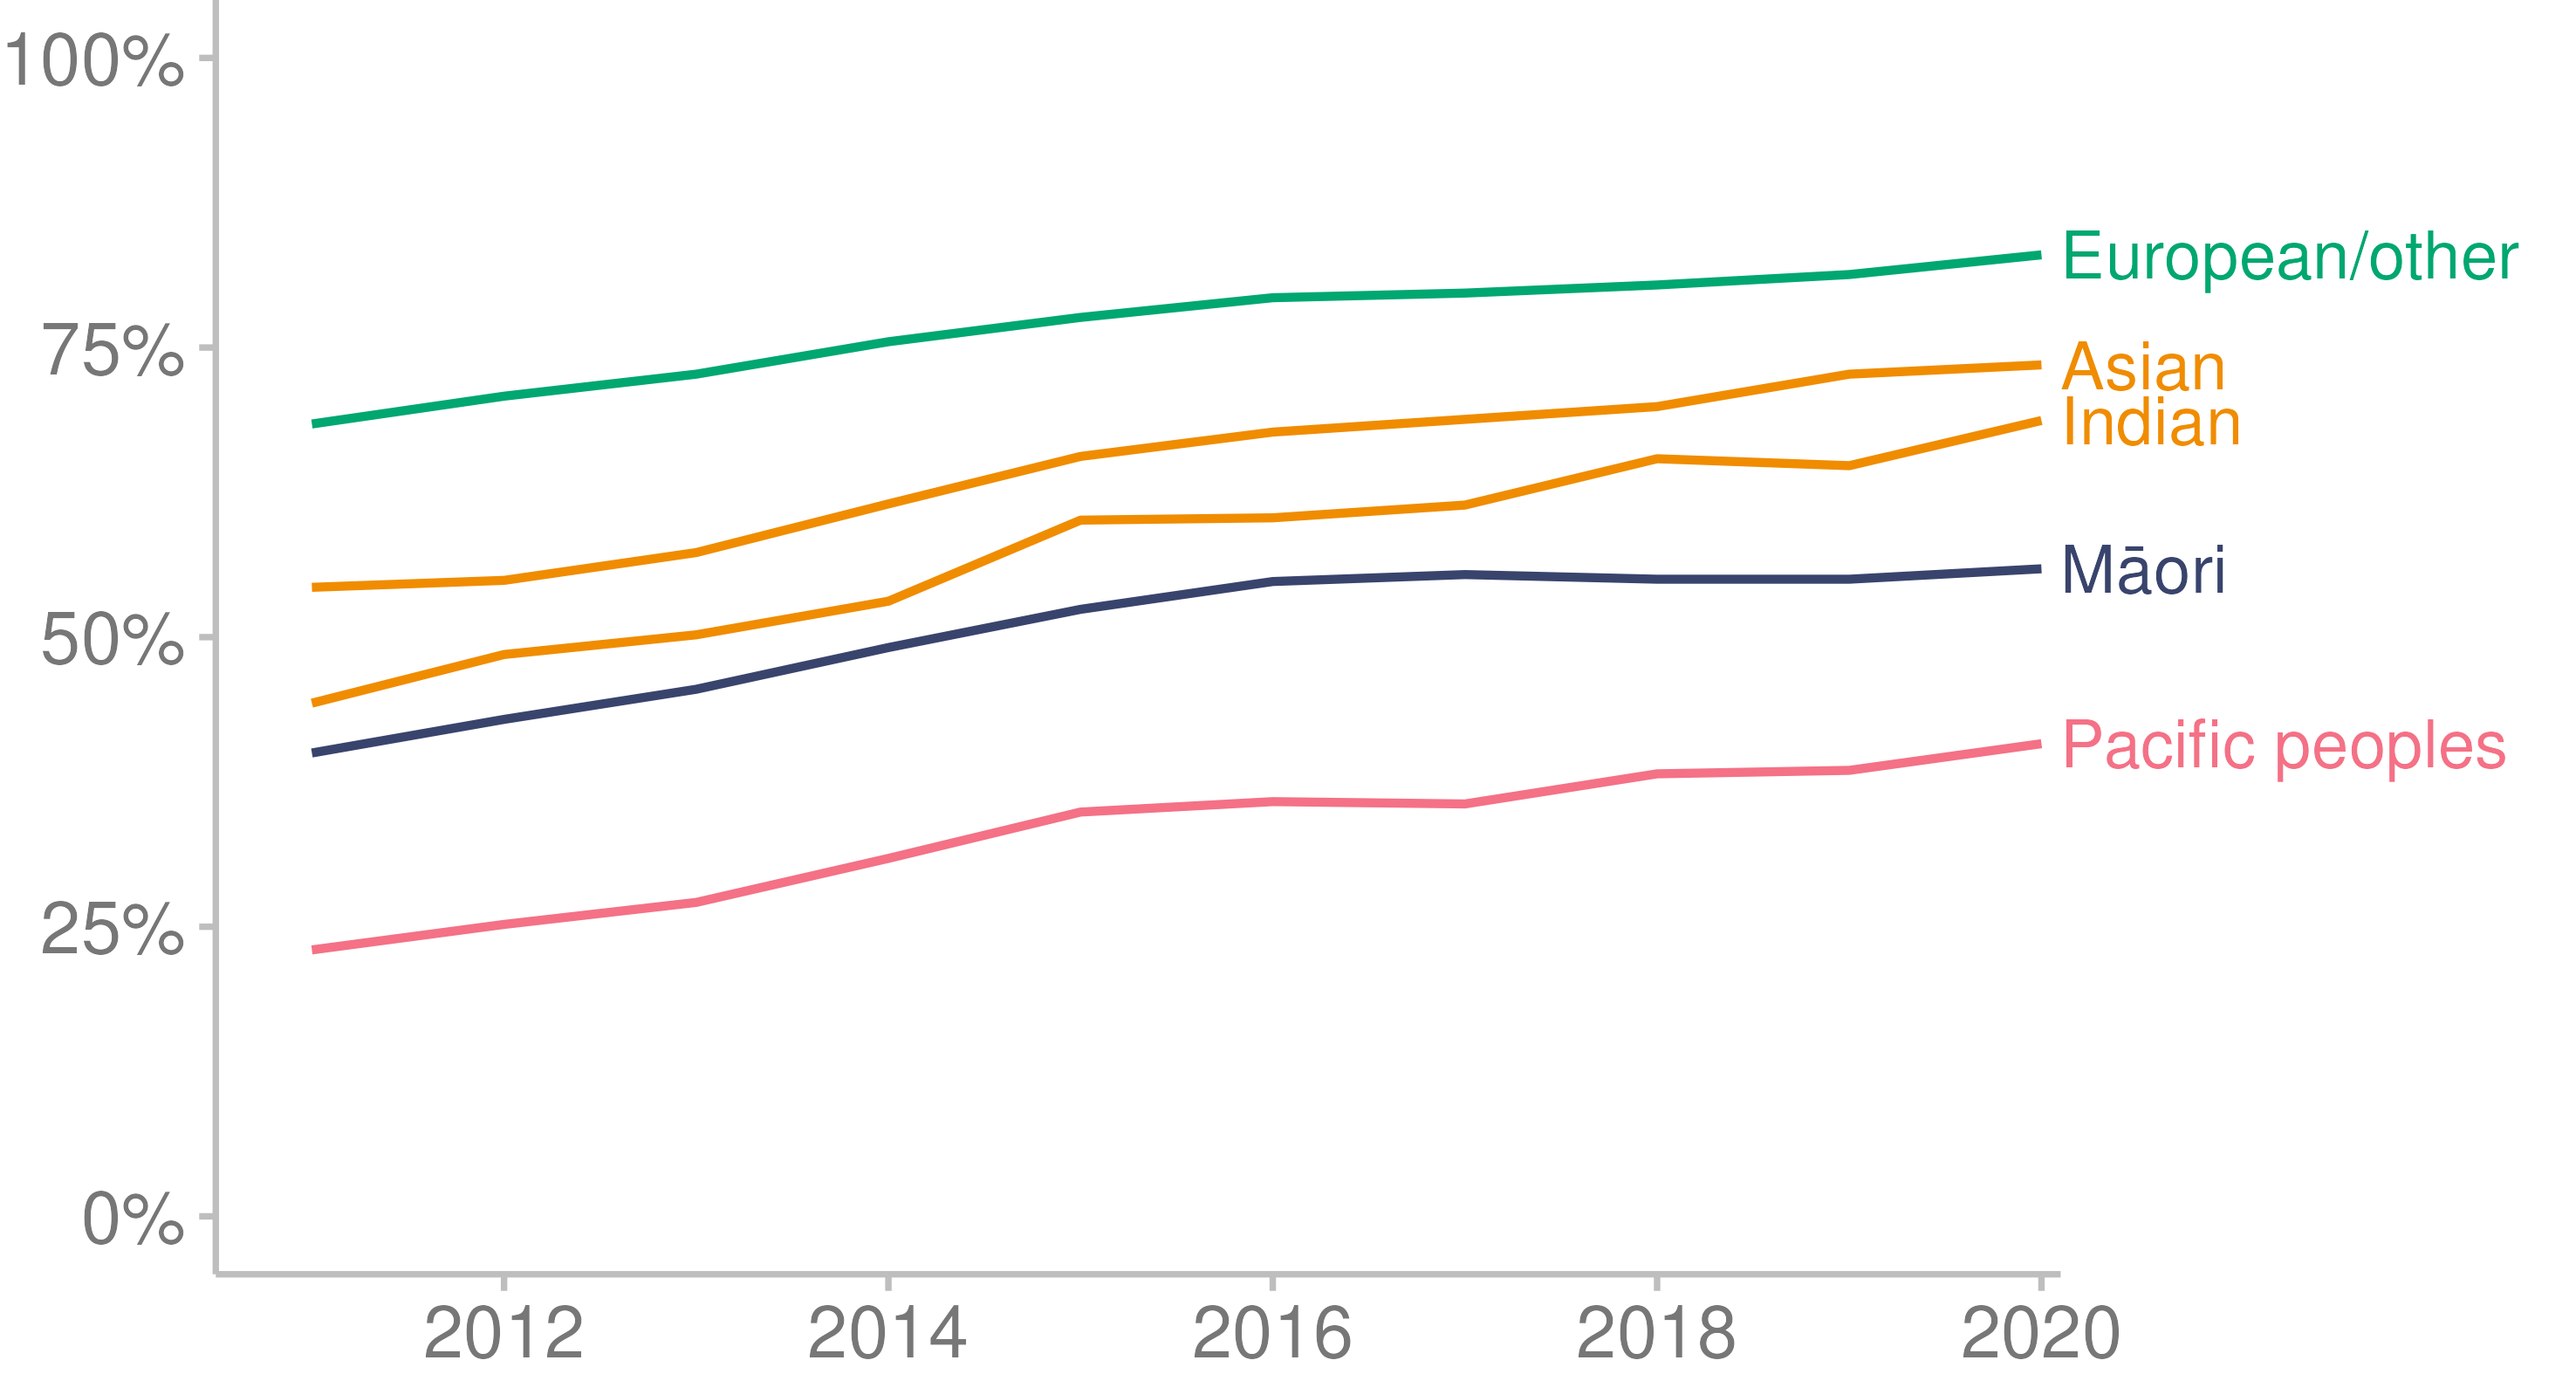 100%
75%
50%
25%
0%
European/other
Asian
Indian
Māori
Pacific peoples
2012 2014 2016 2018 2020